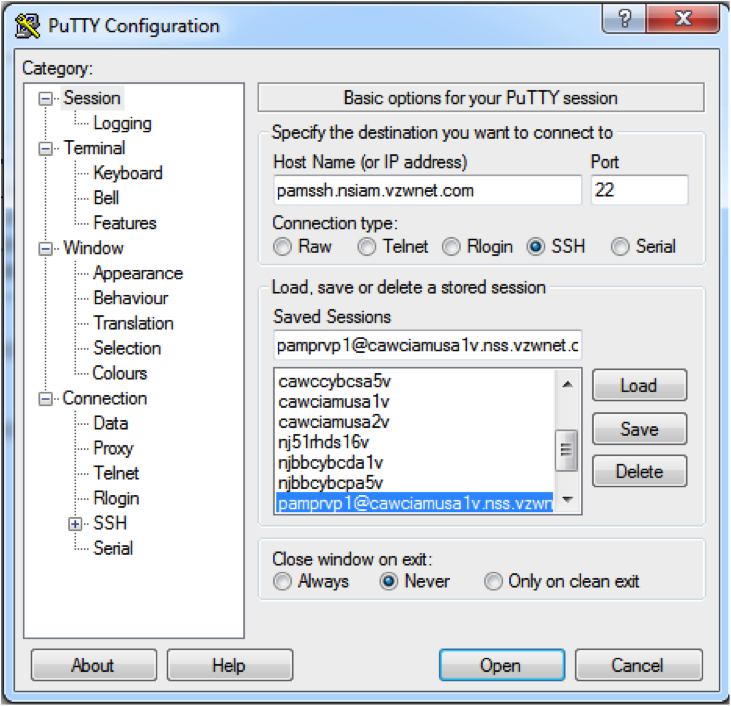 PuTTY Configuration
Category:
Session
Logging
Terminal
Keyboard
Bell
Features
Window
Appearance
Behaviour
Translation
Selection
Colours
Connection
Data
Proxy
Telnet
Rlogin
SSH
Serial
Basic options for your PuTTY session
Specify the destination you want to connect to
Host Name (or IP address) Port
pamssh.nsiam.vzwnet.com 22
Connection type:
Raw Telnet Rlogin SSH Serial
Load, save or delete a stored session
Saved Sessions
pamprvp1@cawciamusa1v.nss.vzwnet.c
cawccybcsa5v
cawciamusa1v
cawciamusa2v
nj51rhds16v
njbbcybcda1v
njbbcybcpa5v
pamprvp1@cawciamusa1v.nss.vzwn
Load
Save
Delete
Close window on exit:
Always Never Only on clean exit
About Help Open Cancel